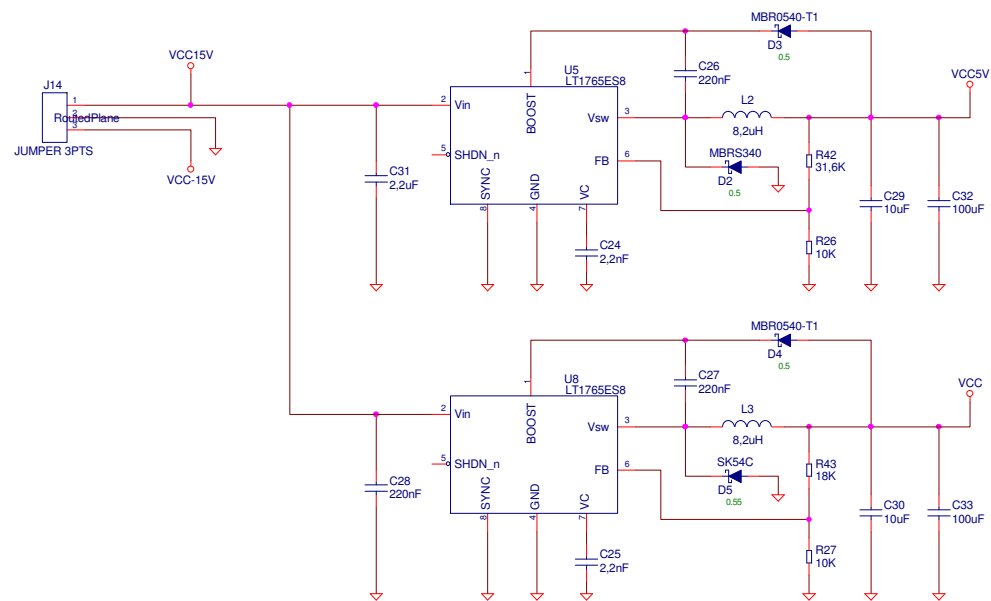 MBR0540-T1
D3
0.5
VCC15V
U5
LT1765ES8
C26
220nF
VCC5V
J14
1
2
3
RoutedPlane
JUMPER 3PTS
VCC-15V
2
Vin
1
BOOST
Vsw
3
L2
8,2uH
5
SHDN_n
FB
6
MBRS340
D2
0.5
R42
31,6K
C31
2,2uF
SYNC
8
GND
4
VC
7
C29
10uF
C32
100uF
C24
2,2nF
R26
10K
MBR0540-T1
D4
0.5
U8
LT1765ES8
C27
220nF
VCC
2
Vin
1
BOOST
Vsw
3
L3
8,2uH
5
SHDN_n
FB
6
SK54C
D5
0.55
R43
18K
C28
220nF
SYNC
8
GND
4
VC
7
C30
10uF
C33
100uF
C25
2,2nF
R27
10K